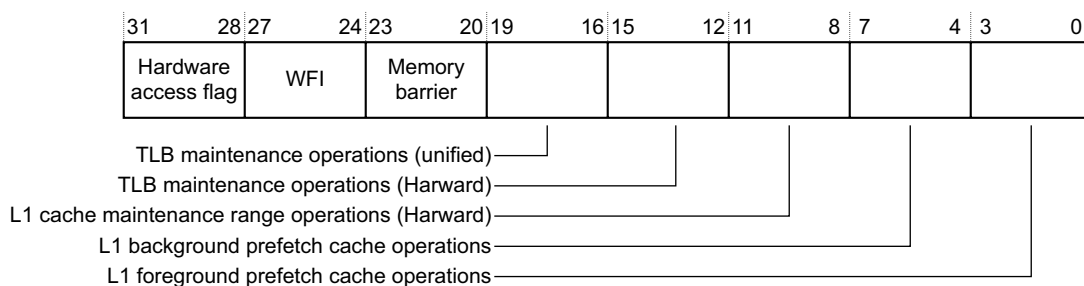 31 28 27 24 23 20 19 16 15 12 11 8 7 4 3 0
Hardware access flag WFI Memory barrier
TLB maintenance operations (unified)
TLB maintenance operations (Harward)
L1 cache maintenance range operations (Harward)
L1 background prefetch cache operations
L1 foreground prefetch cache operations